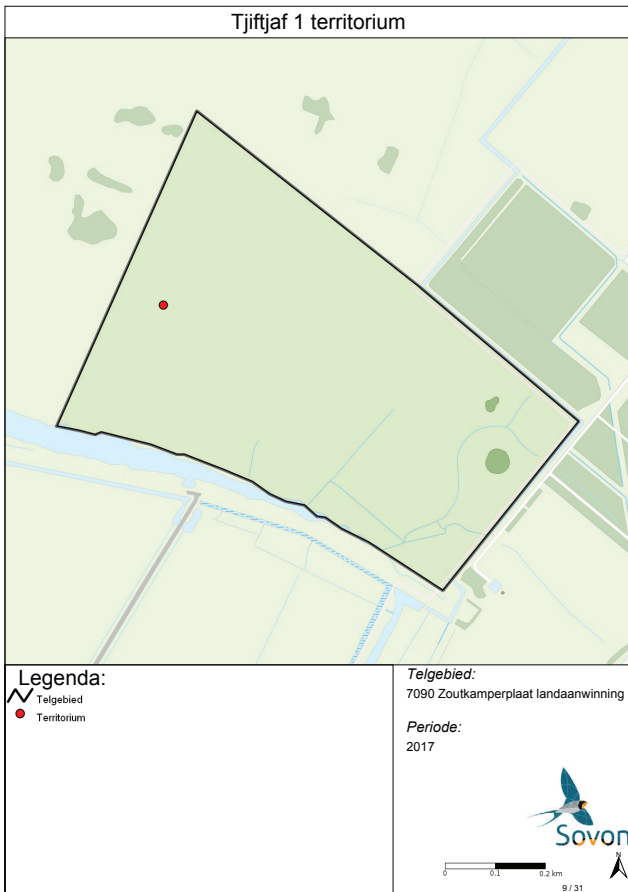 Tjiftjaf 1 territorium
Legenda:
Telgebied
Territorium
Telgebied:
7090 Zoutkamperplaat landaanwinning
Periode:
2017
Sovon
N
0 0.1 0.2 km
9 / 31